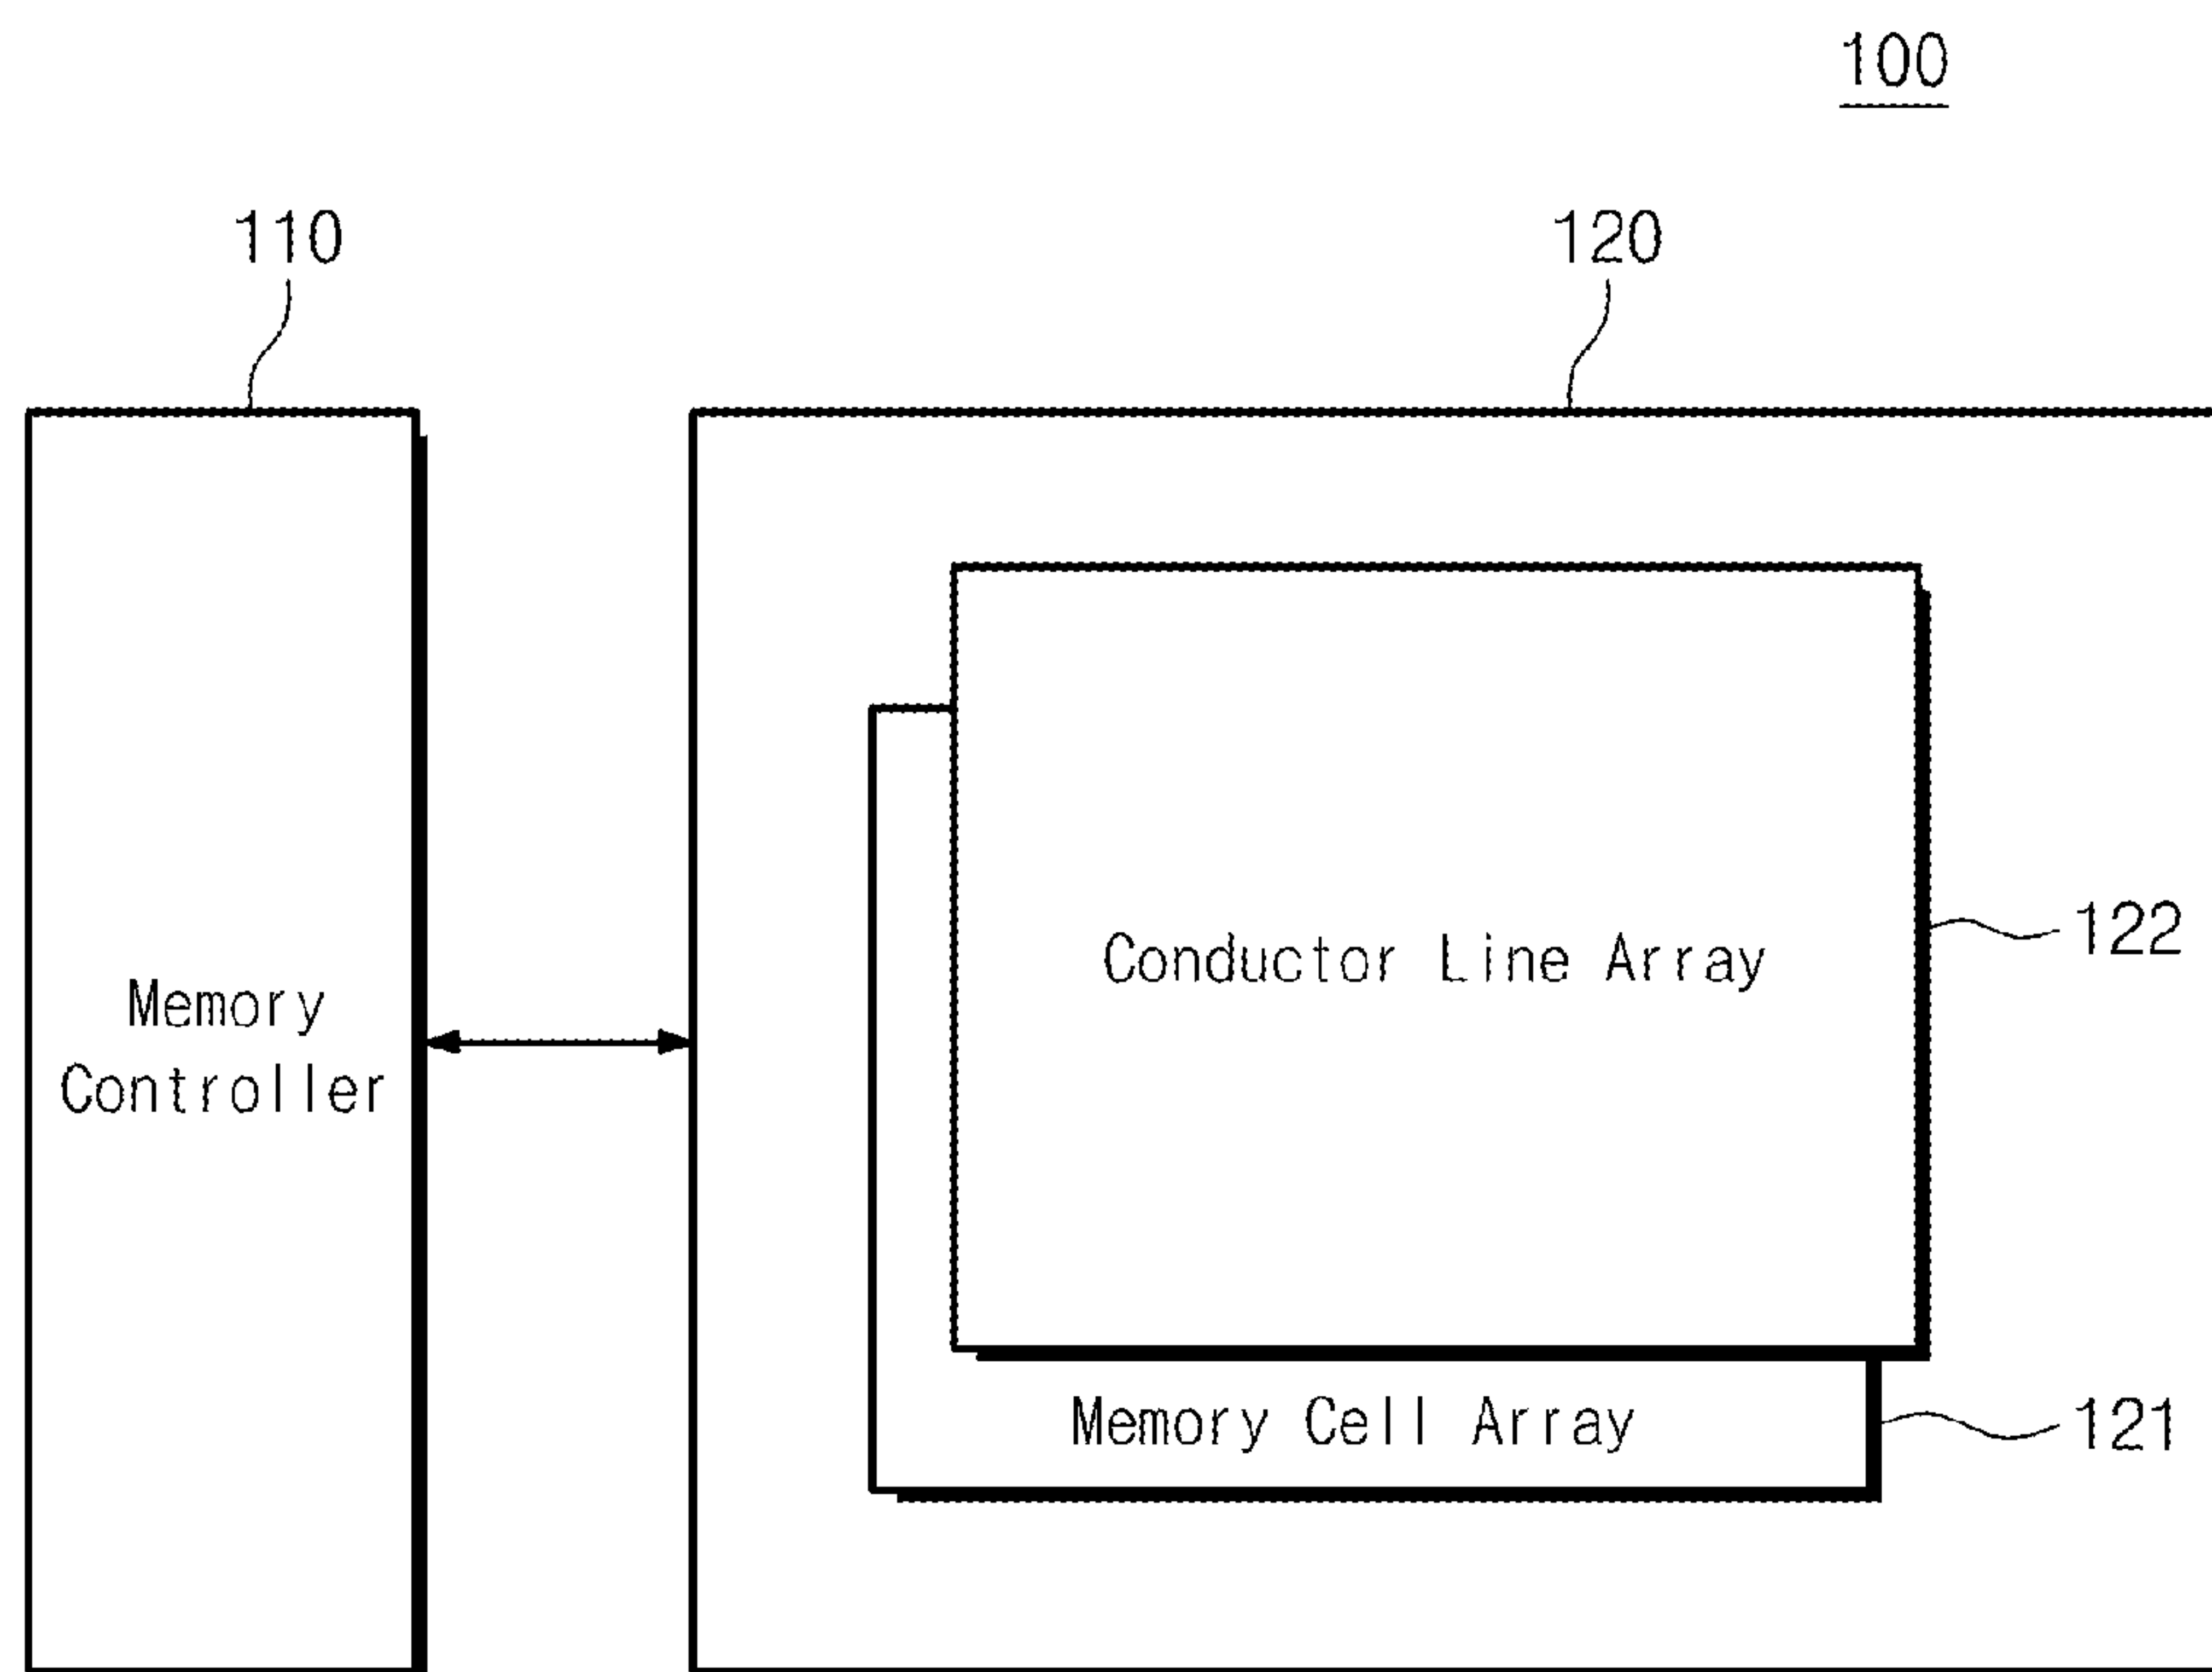 100
110
120
Conductor Line Array
122
Memory
Controller
Memory Cell Array
121